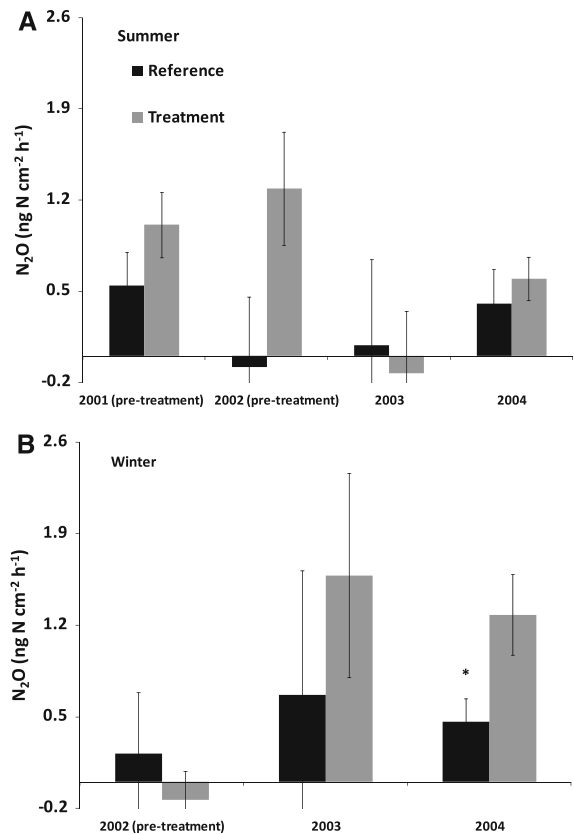 A
2.6
Summer
Reference
1.9
Treatment
1.2
N₂O (ng N cm⁻² h⁻¹)
0.5
-0.2
2001 (pre-treatment) 2002 (pre-treatment) 2003 2004
B
2.6
Winter
1.9
N₂O (ng N cm⁻² h⁻¹)
1.2
*
0.5
-0.2
2002 (pre-treatment) 2003 2004